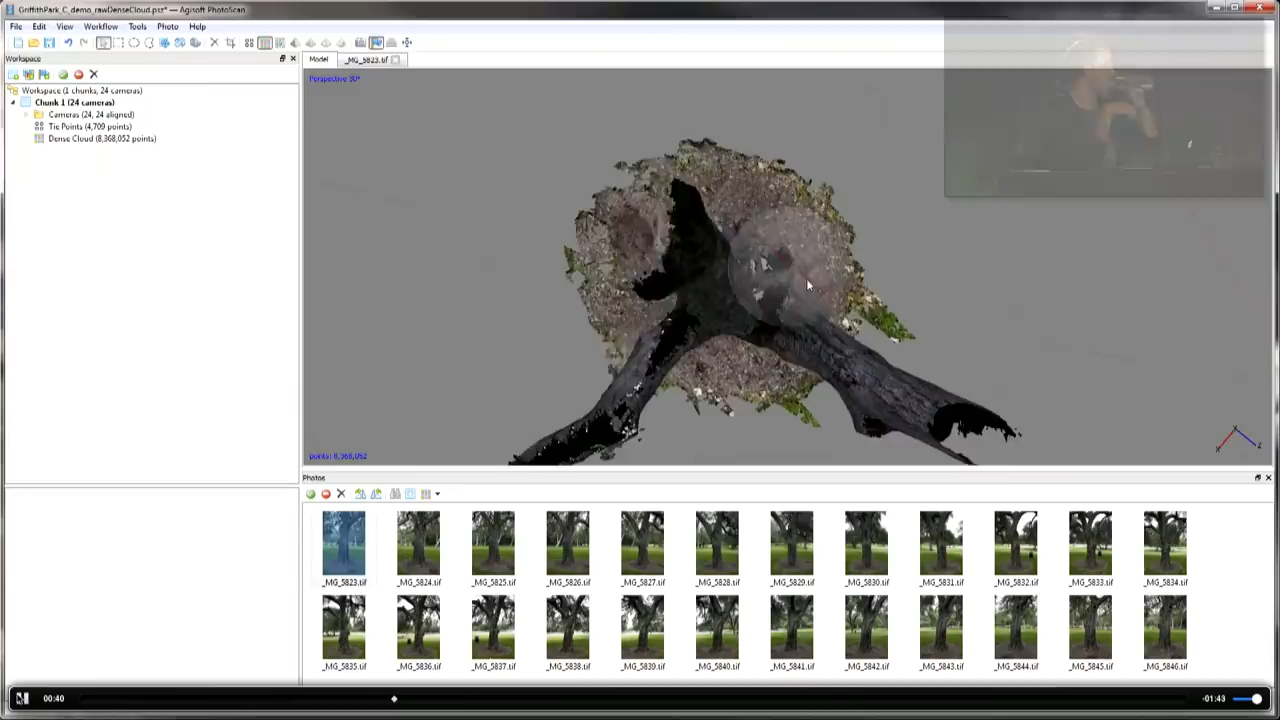 GriffithPark_C_demo_rawDenseCloud.psz* — Agisoft PhotoScan
File Edit View Workflow Tools Photo Help
Workspace
Model _MG_5823.tif
Perspective 30°
Workspace (1 chunks, 24 cameras)
Chunk 1 (24 cameras)
Cameras (24, 24 aligned)
Tie Points (4,709 points)
Dense Cloud (8,368,052 points)
points: 8,368,052
X
Y
Z
Photos
_MG_5823.tif _MG_5824.tif _MG_5825.tif _MG_5826.tif _MG_5827.tif _MG_5828.tif _MG_5829.tif _MG_5830.tif _MG_5831.tif _MG_5832.tif _MG_5833.tif _MG_5834.tif
_MG_5835.tif _MG_5836.tif _MG_5837.tif _MG_5838.tif _MG_5839.tif _MG_5840.tif _MG_5841.tif _MG_5842.tif _MG_5843.tif _MG_5844.tif _MG_5845.tif _MG_5846.tif
00:40 -01:43